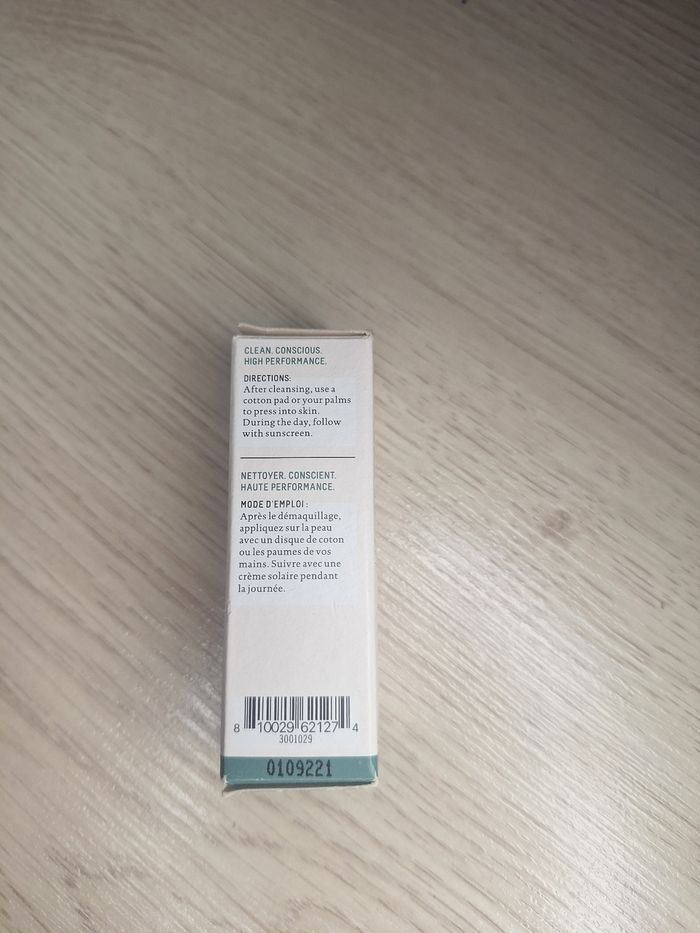 CLEAN. CONSCIOUS.
HIGH PERFORMANCE.
DIRECTIONS:
After cleansing, use a
cotton pad or your palms
to press into skin.
During the day, follow
with sunscreen.
NETTOYER. CONSCIENT.
HAUTE PERFORMANCE.
MODE D'EMPLOI :
Après le démaquillage,
appliquez sur la peau
avec un disque de coton
ou les paumes de vos
mains. Suivre avec une
crème solaire pendant
la journée.
8 10029 62127 4
3001029
0109221